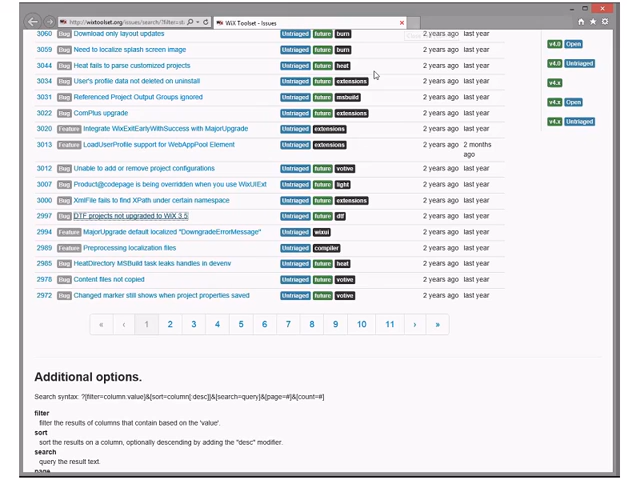 http://wixtoolset.org/issues/search/?filter=st
WiX Toolset - Issues
3060 Bug Download only layout updates Untriaged future burn 2 years ago last year
3059 Bug Need to localize splash screen image Untriaged future burn 2 years ago last year
3044 Bug Heat fails to parse customized projects Untriaged future heat 2 years ago last year
3034 Bug User's profile data not deleted on uninstall Untriaged future extensions 2 years ago last year
3031 Bug Referenced Project Output Groups ignored Untriaged future msbuild 2 years ago last year
3022 Bug ComPlus upgrade Untriaged future extensions 2 years ago last year
3020 Feature Integrate WixExitEarlyWithSuccess with MajorUpgrade Untriaged extensions 2 years ago last year
3013 Feature LoadUserProfile support for WebAppPool Element Untriaged extensions 2 years ago 2 months ago
3012 Bug Unable to add or remove project configurations Untriaged future votive 2 years ago last year
3007 Bug Product@codepage is being overridden when you use WixUIExt Untriaged future light 2 years ago last year
3000 Bug XmlFile fails to find XPath under certain namespace Untriaged future extensions 2 years ago last year
2997 Bug DTF projects not upgraded to WiX 3.5 Untriaged future dtf 2 years ago last year
2994 Feature MajorUpgrade default localized "DowngradeErrorMessage" Untriaged wixui 2 years ago last year
2989 Feature Preprocessing localization files Untriaged compiler 2 years ago last year
2985 Bug HeatDirectory MSBuild task leaks handles in devenv Untriaged future heat 2 years ago last year
2978 Bug Content files not copied Untriaged future votive 2 years ago last year
2972 Bug Changed marker still shows when project properties saved Untriaged future votive 2 years ago last year
v4.0 Open
v4.0 Untriaged
v4.x
v4.x Open
v4.x Untriaged
« ‹ 1 2 3 4 5 6 7 8 9 10 11 › »
Additional options.
Search syntax: ?[filter=column:value]&[sort=column[:desc]]&[search=query]&[page=#]&[count=#]
filter
filter the results of columns that contain based on the 'value'.
sort
sort the results on a column, optionally descending by adding the "desc" modifier.
search
query the result text.
page